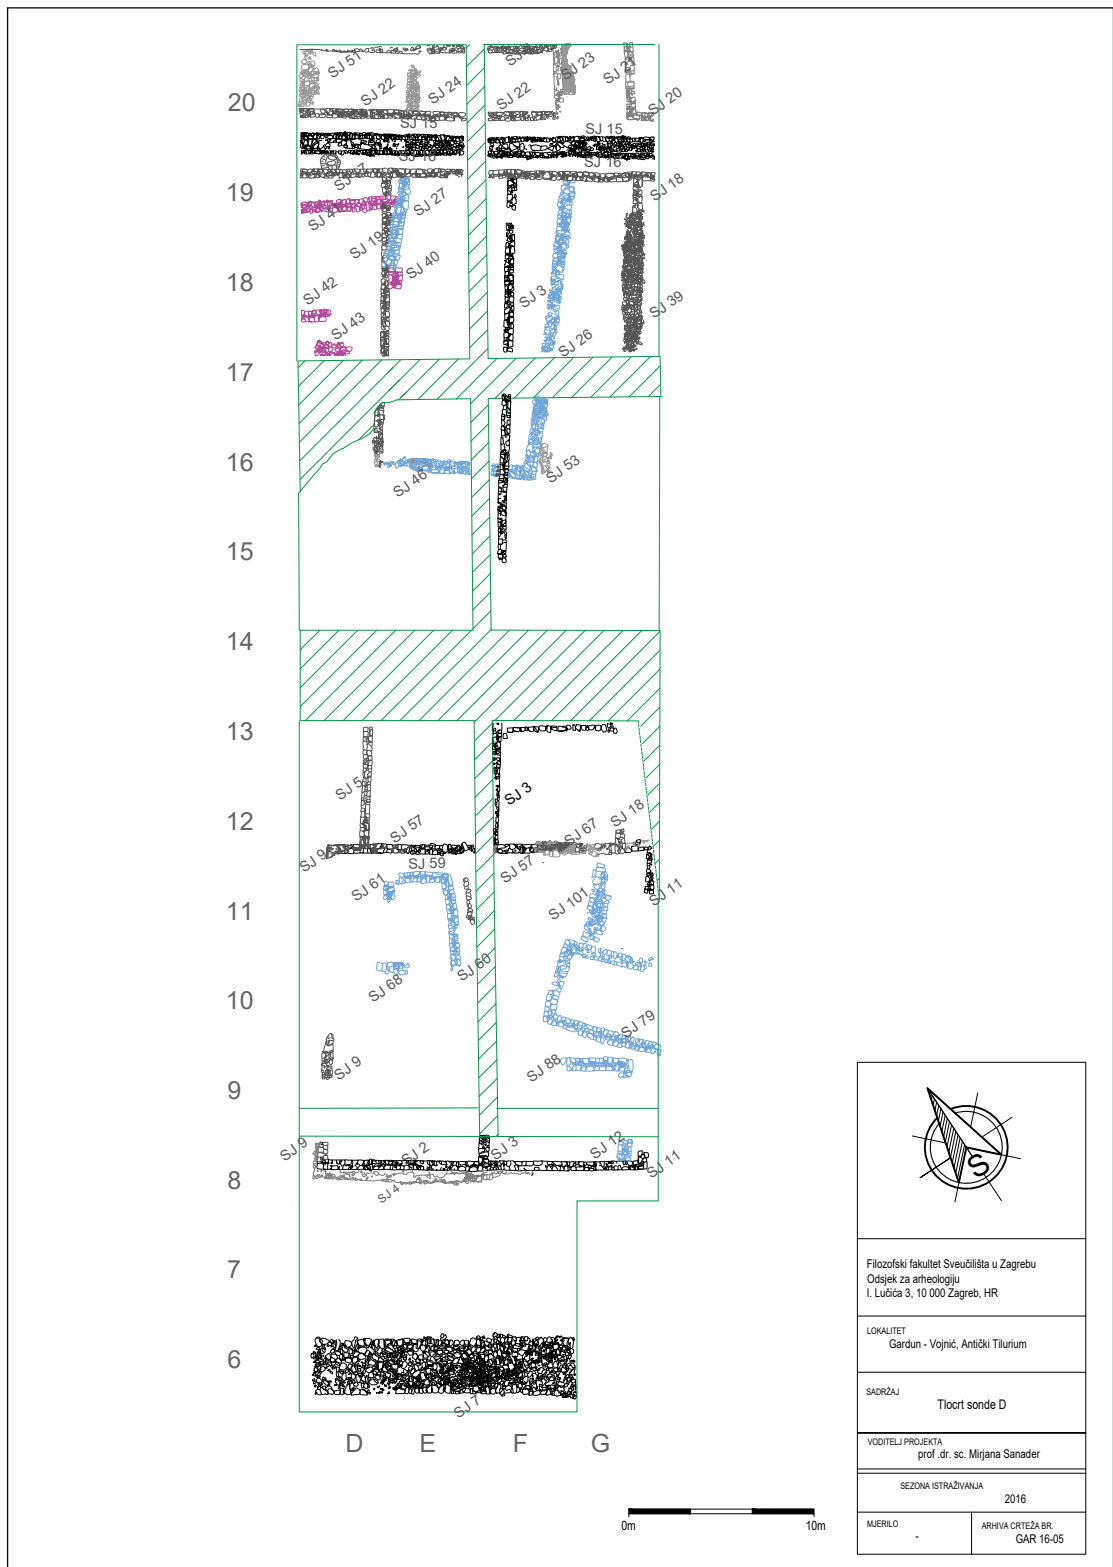 SJ 51
SJ 23
SJ 21
20
SJ 22
SJ 24
SJ 22
SJ 20
SJ 15
SJ 15
SJ 16
19
SJ 18
SJ 27
SJ 19
SJ 40
18
SJ 42
SJ 3
SJ 39
SJ 43
SJ 26
17
16
SJ 46
SJ 53
15
14
13
SJ 5
SJ 3
12
SJ 57
SJ 67
SJ 18
SJ 9
SJ 57
SJ 59
SJ 61
SJ 101
SJ 11
11
SJ 60
SJ 68
10
SJ 79
SJ 9
SJ 88
9
SJ 9
SJ 2
SJ 3
SJ 12
SJ 11
8
SJ 4
7
6
SJ 7
D
E
F
G
0m
10m
S
Filozofski fakultet Sveučilišta u Zagrebu
Odsjek za arheologiju
I. Lučića 3, 10 000 Zagreb, HR
LOKALITET
Gardun - Vojnić, Antički Tilurium
SADRŽAJ
Tlocrt sonde D
VODITELJ PROJEKTA
prof .dr. sc. Mirjana Sanader
SEZONA ISTRAŽIVANJA
2016
MJERILO
-
ARHIVA CRTEŽA BR.
GAR 16-05